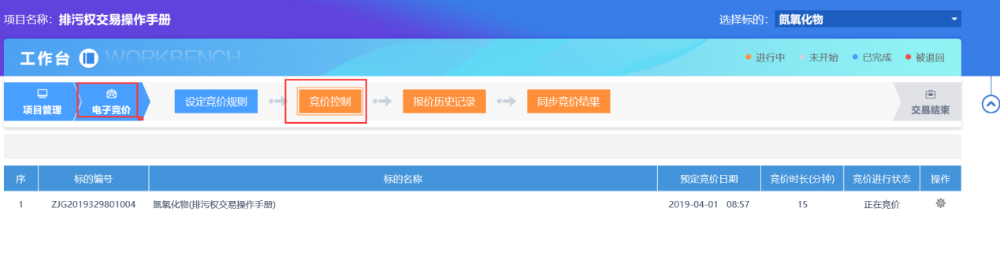 项目名称: 排污权交易操作手册 选择标的: 氮氧化物
工作台 WORKBENCH 进行中 未开始 已完成 被退回
项目管理 电子竞价 设定竞价规则 竞价控制 报价历史记录 同步竞价结果 交易结束
序 标的编号 标的名称 预定竞价日期 竞价时长(分钟) 竞价进行状态 操作
1 ZJG2019329801004 氮氧化物(排污权交易操作手册) 2019-04-01 08:57 15 正在竞价